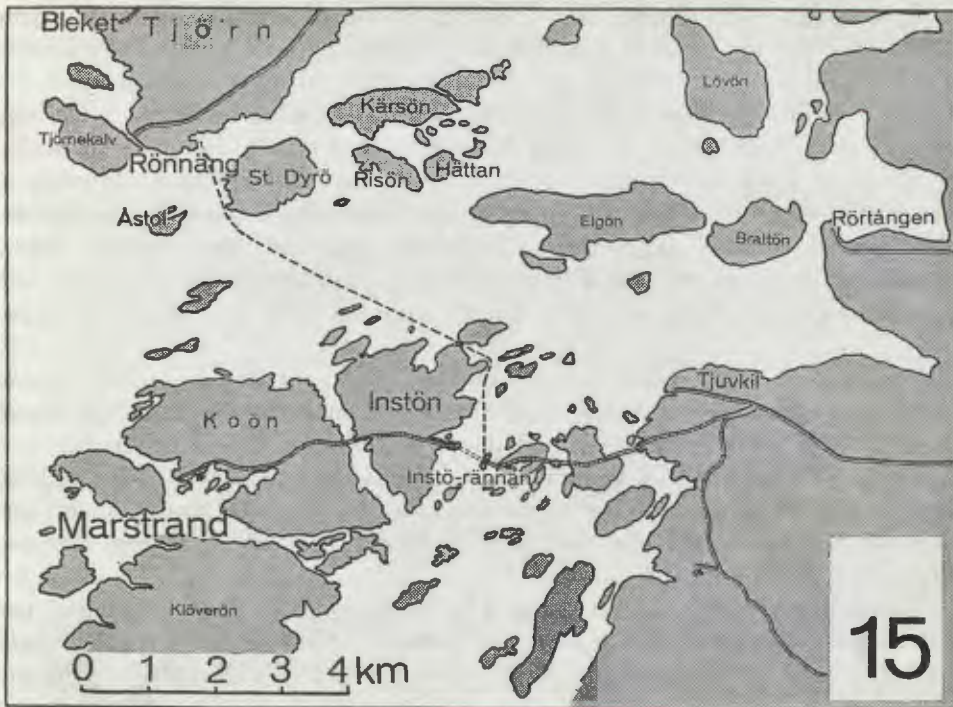 Bleket
Tjörn
Lövön
Kärsön
Tjörnekalv
Rönnäng
St. Dyrö
Risön
Hättan
Åstol
Elgön
Brattön
Rörtången
Tjuvkil
Instön
Koön
Instö-rännan
Marstrand
Klöverön
0 1 2 3 4 km
15